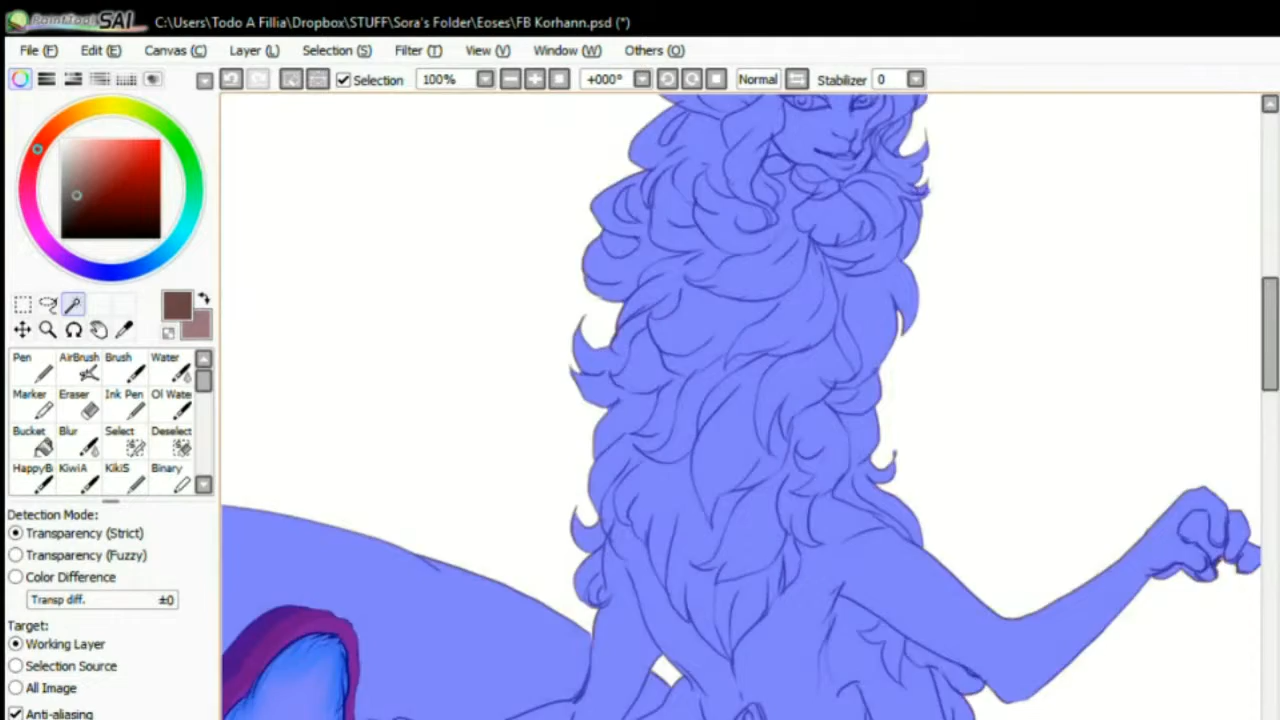 PaintTool SAI C:\Users\Todo A Fillia\Dropbox\STUFF\Sora's Folder\Eoses\FB Korhann.psd (*)
File (F) Edit (E) Canvas (C) Layer (L) Selection (S) Filter (T) View (V) Window (W) Others (O)
Selection 100% +000° Normal Stabilizer 0
Pen AirBrush Brush Water
Marker Eraser Ink Pen Ol Wate
Bucket Blur Select Deselect
HappyB KiwiA KikiS Binary
Detection Mode:
Transparency (Strict)
Transparency (Fuzzy)
Color Difference
Transp diff. ±0
Target:
Working Layer
Selection Source
All Image
Anti-aliasing